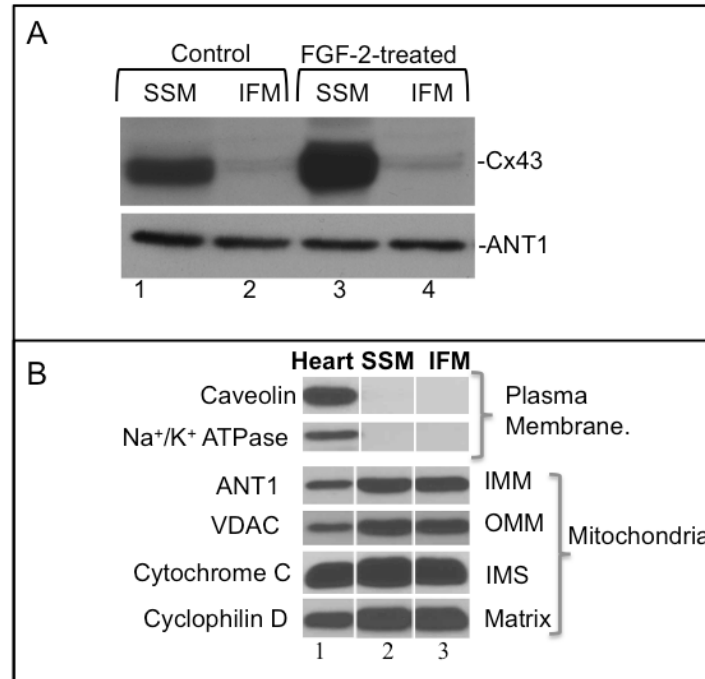 A
Control FGF-2-treated
SSM IFM SSM IFM
-Cx43
-ANT1
1 2 3 4
B
Heart SSM IFM
Caveolin
Plasma
Membrane.
Na⁺/K⁺ ATPase
ANT1 IMM
VDAC OMM
Mitochondria
Cytochrome C IMS
Cyclophilin D Matrix
1 2 3